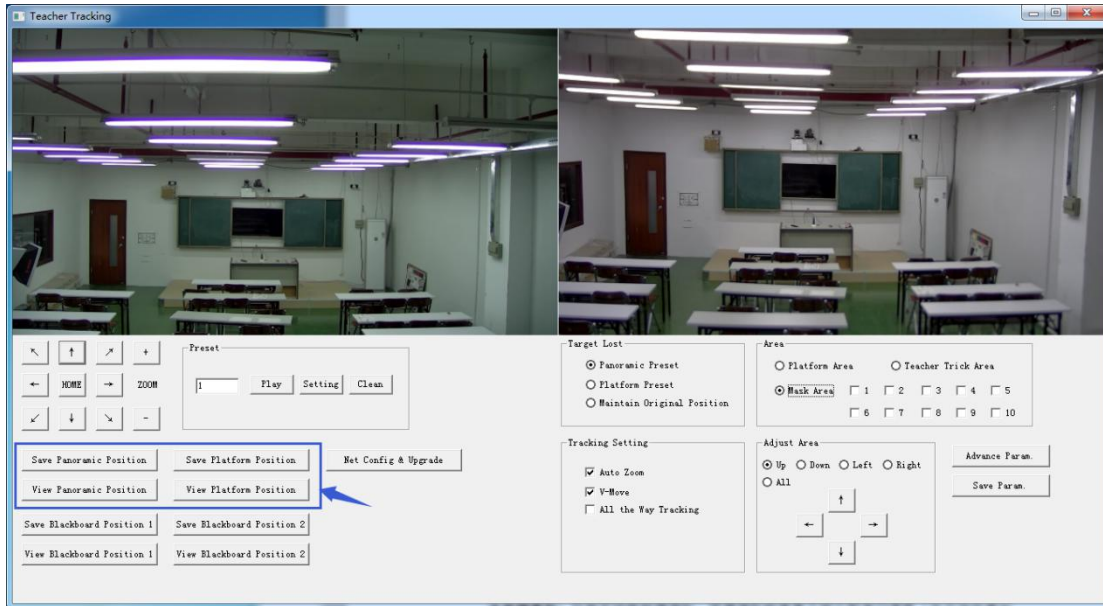 Teacher Tracking
Preset
1 Play Setting Clean
+
HOME ZOOM
-
Save Panoramic Position Save Platform Position Net Config & Upgrade
View Panoramic Position View Platform Position
Save Blackboard Position 1 Save Blackboard Position 2
View Blackboard Position 1 View Blackboard Position 2
Target Lost
Panoramic Preset
Platform Preset
Maintain Original Position
Area
Platform Area Teacher Trick Area
Mask Area 1 2 3 4 5
6 7 8 9 10
Tracking Setting
Auto Zoom
V-Move
All the Way Tracking
Adjust Area
Up Down Left Right
All
Advance Param.
Save Param.